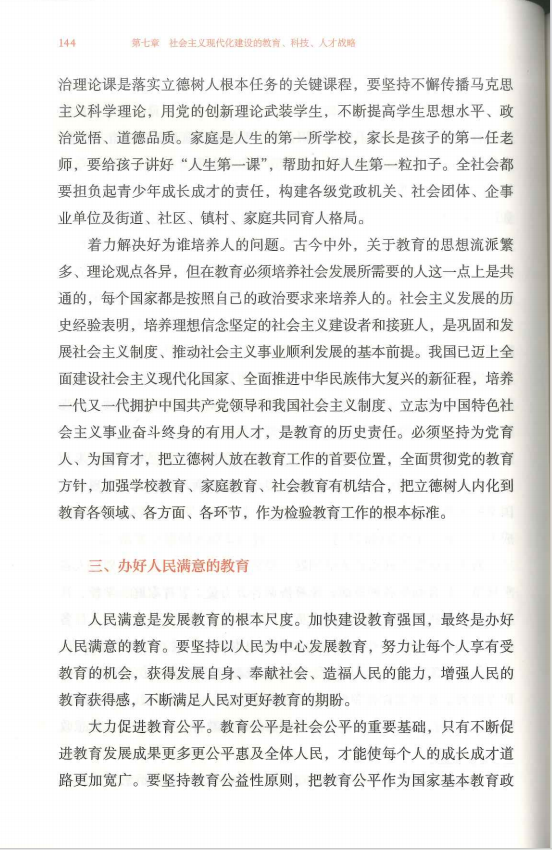 144 第七章 社会主义现代化建设的教育、科技、人才战略
治理论课是落实立德树人根本任务的关键课程，要坚持不懈传播马克思
主义科学理论，用党的创新理论武装学生，不断提高学生思想水平、政
治觉悟、道德品质。家庭是人生的第一所学校，家长是孩子的第一任老
师，要给孩子讲好“人生第一课”，帮助扣好人生第一粒扣子。全社会都
要担负起青少年成长成才的责任，构建各级党政机关、社会团体、企事
业单位及街道、社区、镇村、家庭共同育人格局。
着力解决好为谁培养人的问题。古今中外，关于教育的思想流派繁
多、理论观点各异，但在教育必须培养社会发展所需要的人这一点上是共
通的，每个国家都是按照自己的政治要求来培养人的。社会主义发展的历
史经验表明，培养理想信念坚定的社会主义建设者和接班人，是巩固和发
展社会主义制度、推动社会主义事业顺利发展的基本前提。我国已迈上全
面建设社会主义现代化国家、全面推进中华民族伟大复兴的新征程，培养
一代又一代拥护中国共产党领导和我国社会主义制度、立志为中国特色社
会主义事业奋斗终身的有用人才，是教育的历史责任。必须坚持为党育
人、为国育才，把立德树人放在教育工作的首要位置，全面贯彻党的教育
方针，加强学校教育、家庭教育、社会教育有机结合，把立德树人内化到
教育各领域、各方面、各环节，作为检验教育工作的根本标准。
三、办好人民满意的教育
人民满意是发展教育的根本尺度。加快建设教育强国，最终是办好
人民满意的教育。要坚持以人民为中心发展教育，努力让每个人享有受
教育的机会，获得发展自身、奉献社会、造福人民的能力，增强人民的
教育获得感，不断满足人民对更好教育的期盼。
大力促进教育公平。教育公平是社会公平的重要基础，只有不断促
进教育发展成果更多更公平惠及全体人民，才能使每个人的成长成才道
路更加宽广。要坚持教育公益性原则，把教育公平作为国家基本教育政